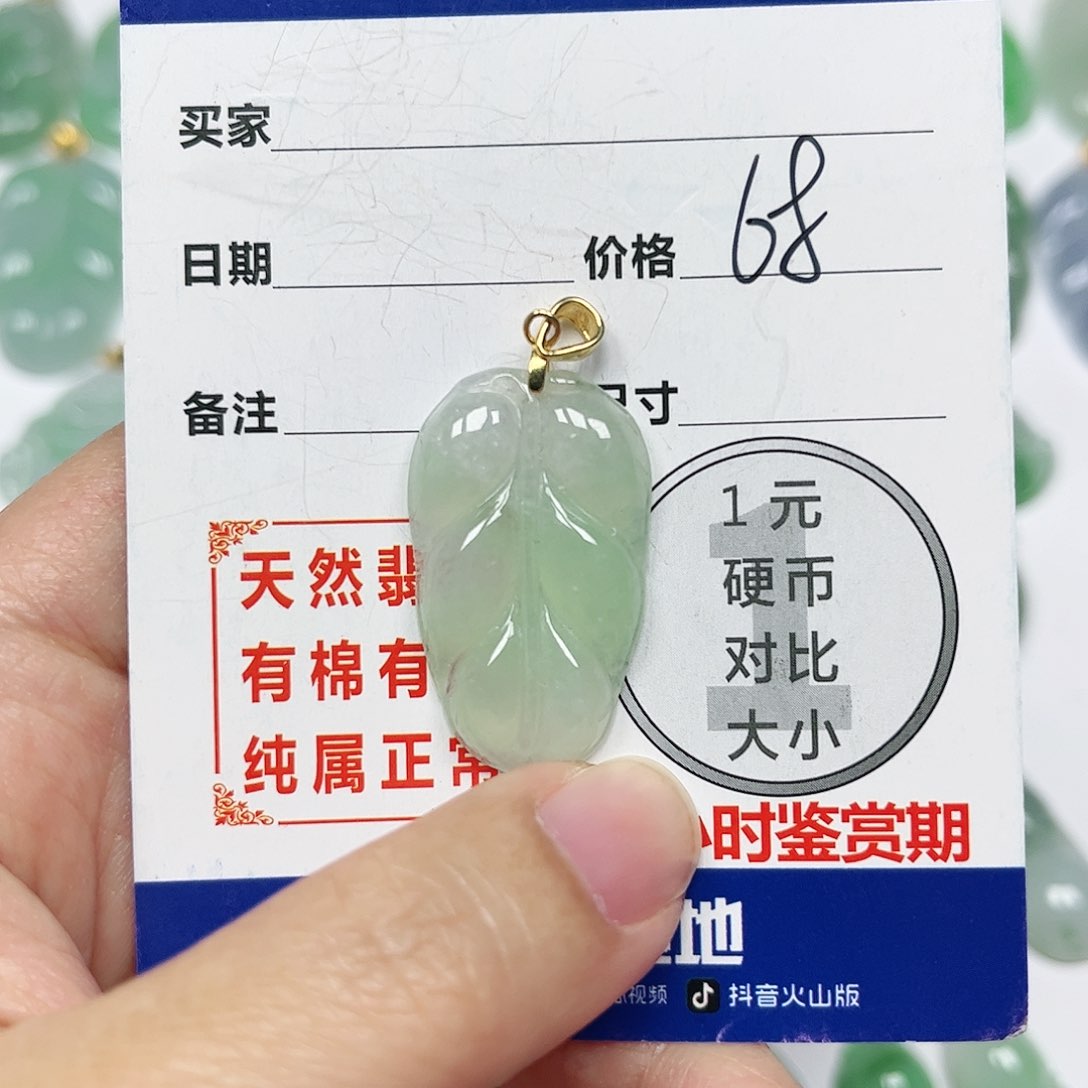 买家
日期 价格 68
备注 寸
天然翡
有棉有
纯属正常
1元
硬币
对比
大小
小时鉴赏期
地
视频 抖音火山版